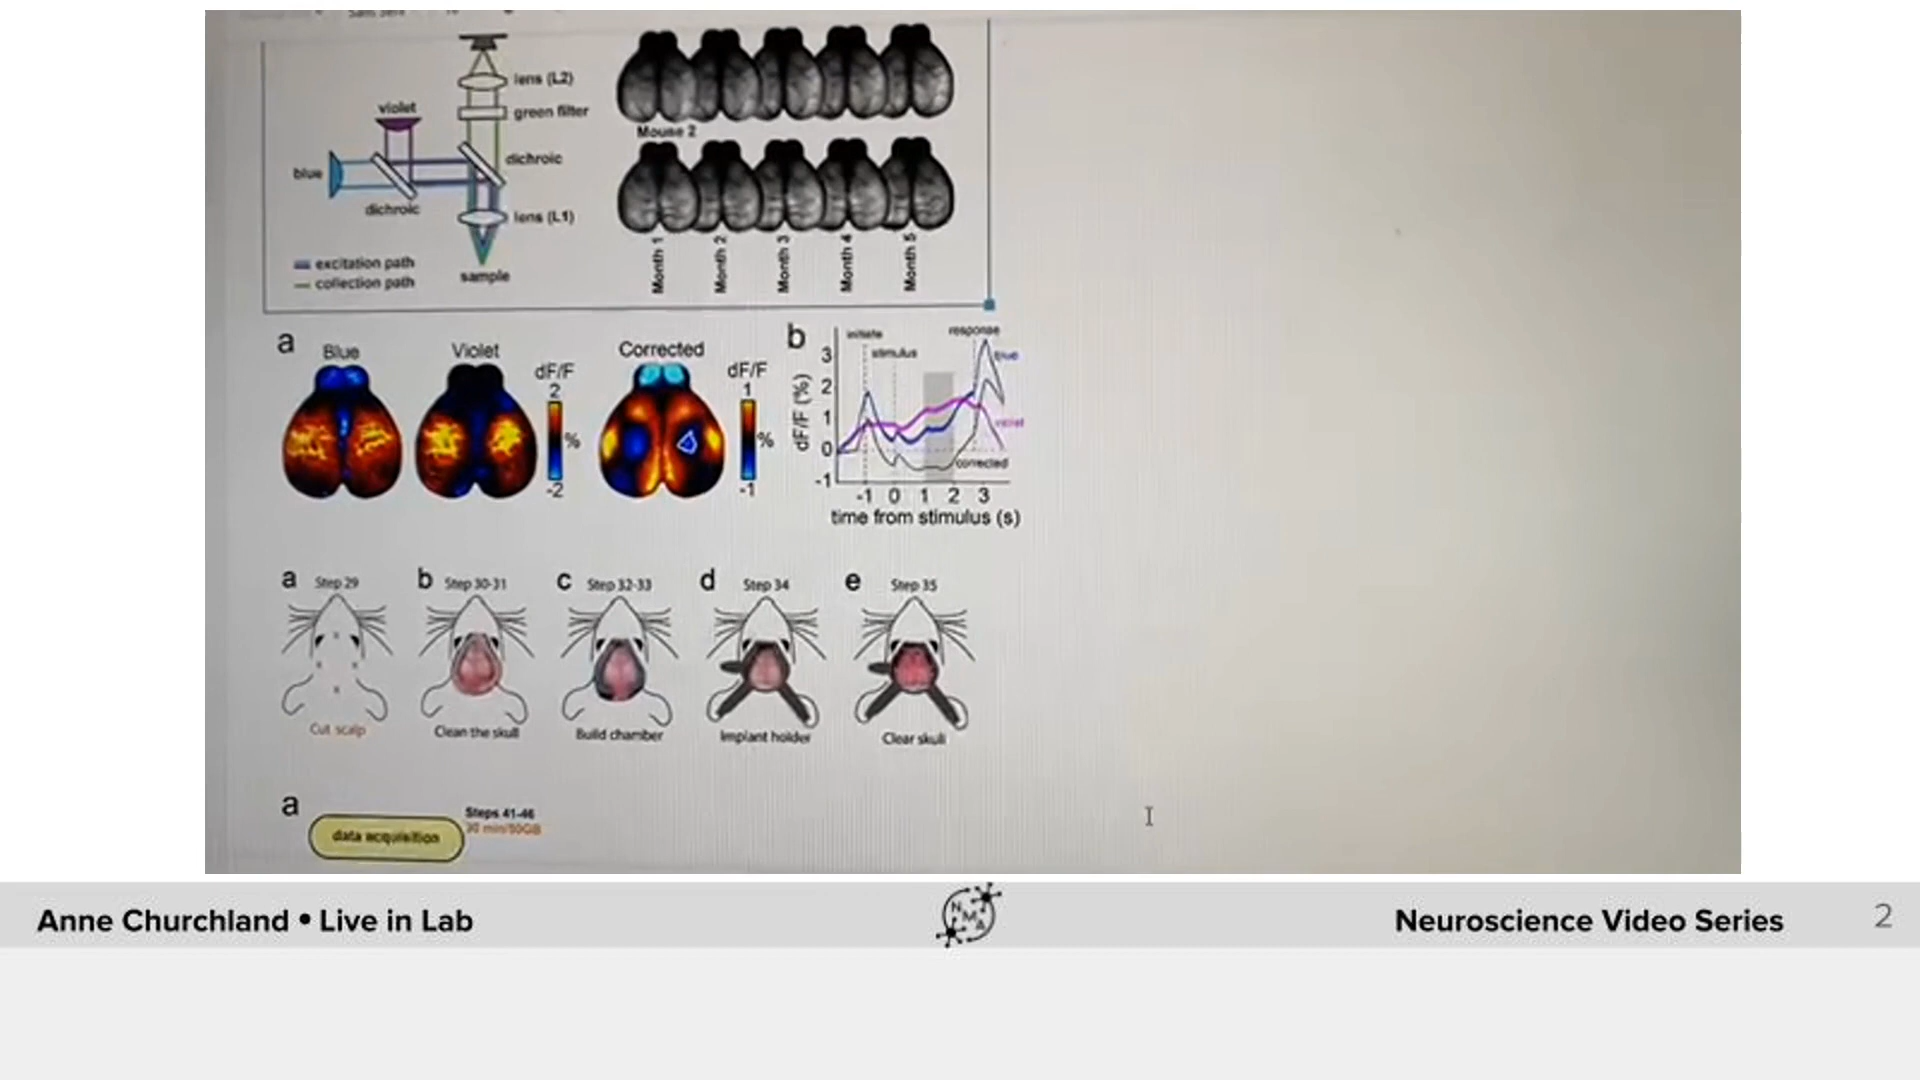 lens (L2)
violet
green filter
Mouse 2
dichroic
blue
dichroic
lens (L1)
excitation path
collection path
sample
Month 1
Month 2
Month 3
Month 4
Month 5
a
Blue
Violet
Corrected
dF/F
2
%
-2
dF/F
1
%
-1
b
initiate
response
stimulus
blue
violet
corrected
dF/F (%)
3
2
1
0
-1
-1 0 1 2 3
time from stimulus (s)
a Step 29
b Step 30-31
c Step 32-33
d Step 34
e Step 35
Cut scalp
Clean the skull
Build chamber
Implant holder
Clear skull
a
data acquisition
Steps 41-46
30 min/50GB
Anne Churchland • Live in Lab
NMA
Neuroscience Video Series
2